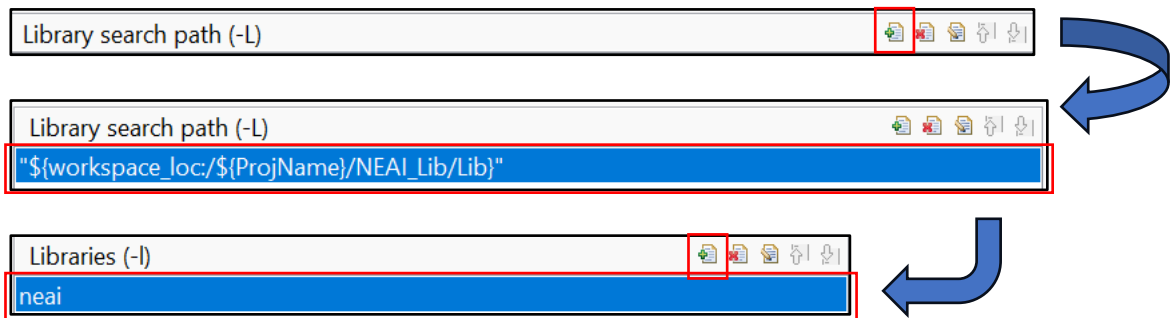 Library search path (-L)
Library search path (-L)
"${workspace_loc:/${ProjName}/NEAI_Lib/Lib}"
Libraries (-l)
neai